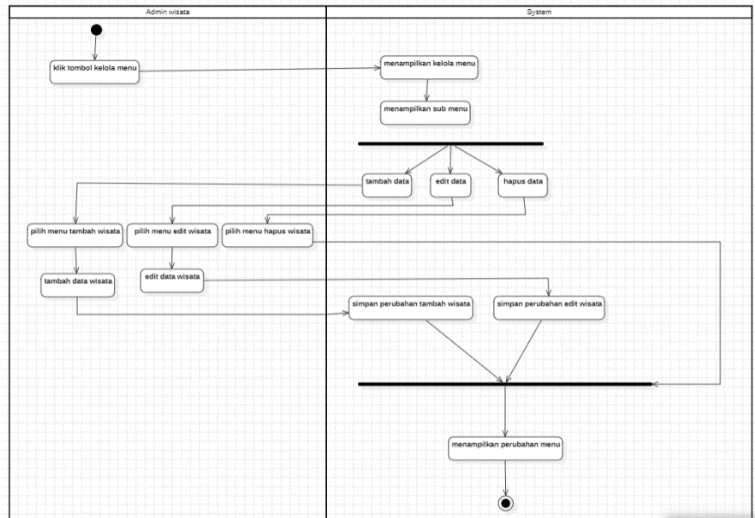 Admin wisata
System
klik tombol kelola menu
menampilkan kelola menu
menampilkan sub menu
tambah data
edit data
hapus data
pilih menu tambah wisata
pilih menu edit wisata
pilih menu hapus wisata
tambah data wisata
edit data wisata
simpan perubahan tambah wisata
simpan perubahan edit wisata
menampilkan perubahan menu